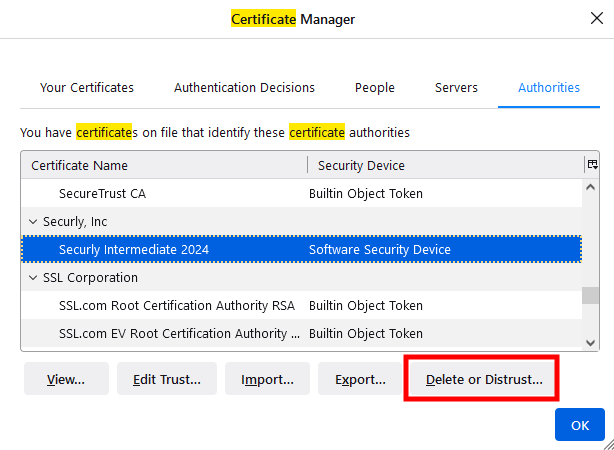 Certificate Manager
Your Certificates Authentication Decisions People Servers Authorities
You have certificates on file that identify these certificate authorities
Certificate Name Security Device
SecureTrust CA Builtin Object Token
Securly, Inc
Securly Intermediate 2024 Software Security Device
SSL Corporation
SSL.com Root Certification Authority RSA Builtin Object Token
SSL.com EV Root Certification Authority ... Builtin Object Token
View... Edit Trust... Import... Export... Delete or Distrust...
OK